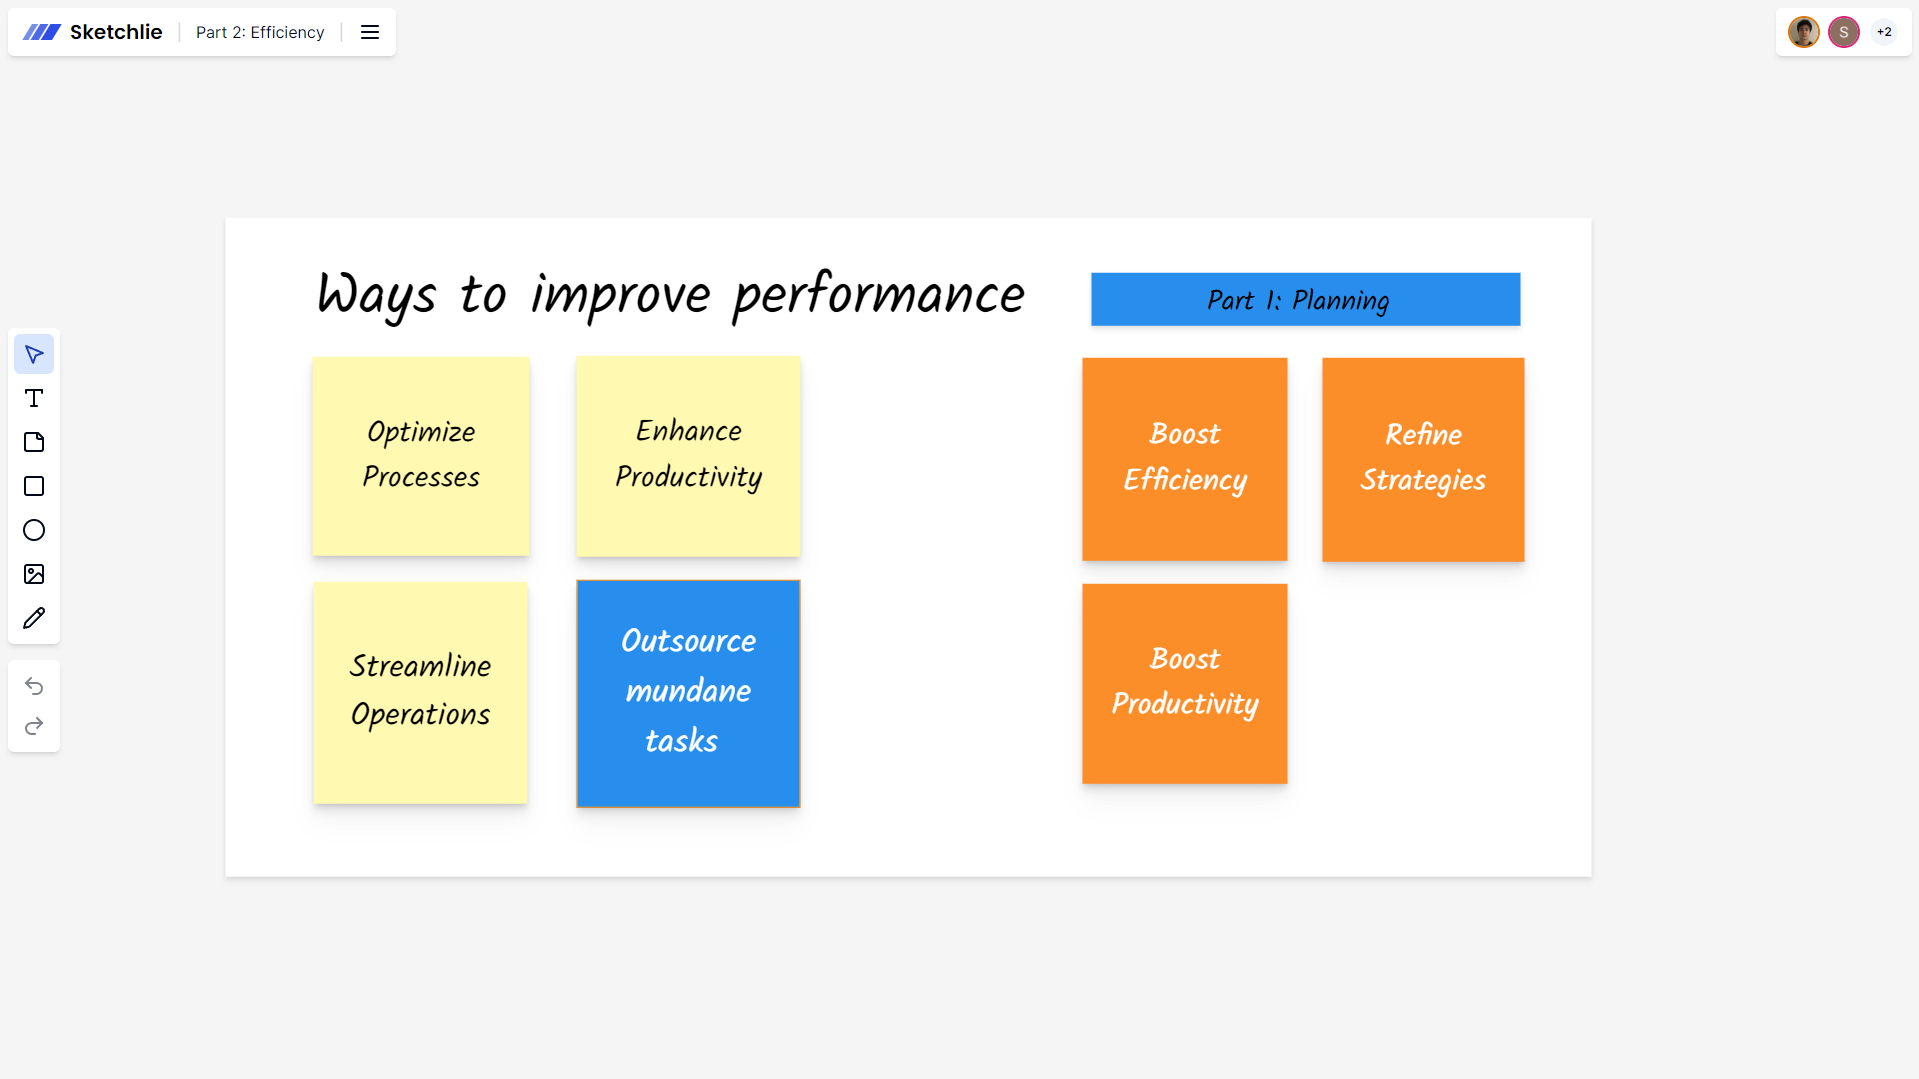 Sketchlie
Part 2: Efficiency
S
+2
Ways to improve performance
Part 1: Planning
Optimize
Processes
Enhance
Productivity
Boost
Efficiency
Refine
Strategies
Streamline
Operations
Outsource
mundane
tasks
Boost
Productivity